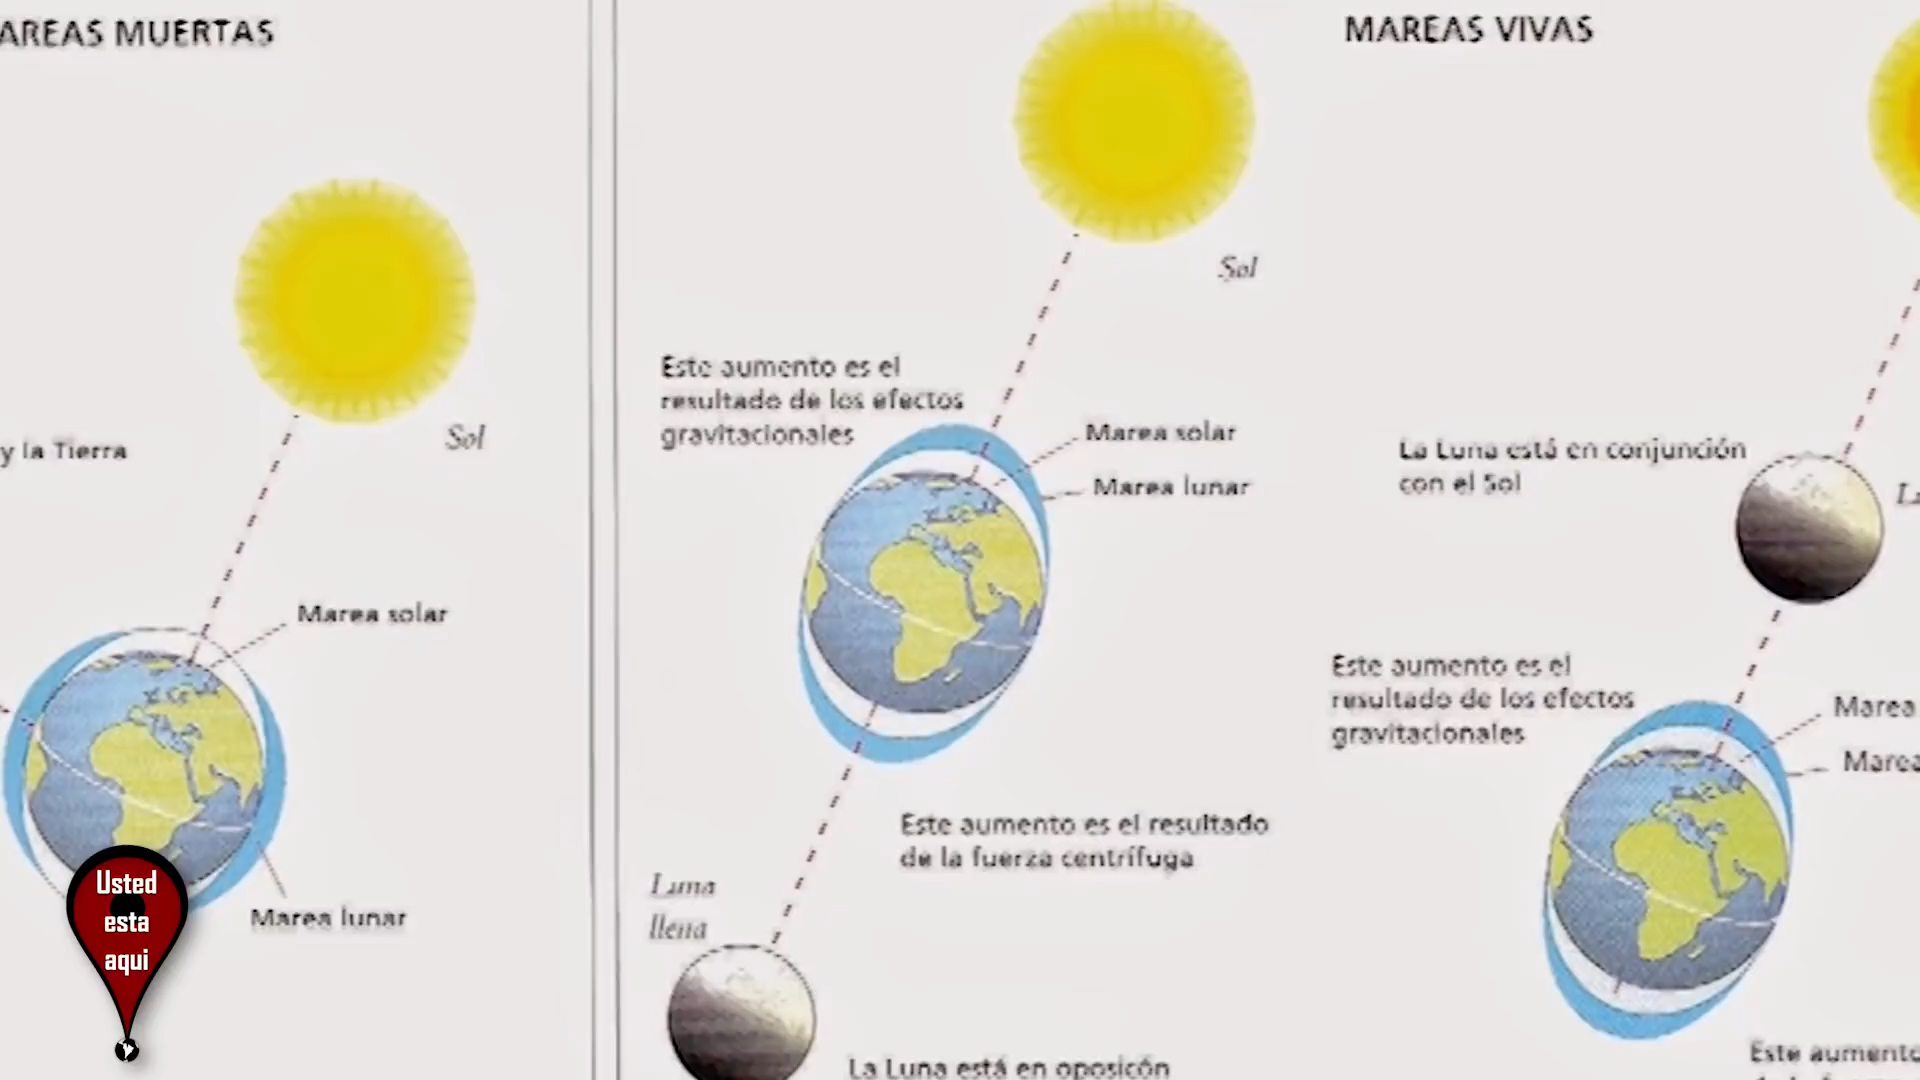 AREAS MUERTAS
y la Tierra
Sol
Marea solar
Marea lunar
Usted
esta
aqui
Sol
Este aumento es el
resultado de los efectos
gravitacionales
Marea solar
Marea lunar
Este aumento es el resultado
de la fuerza centrífuga
Luna
llena
La Luna está en oposicón
MAREAS VIVAS
La Luna está en conjunción
con el Sol
Este aumento es el
resultado de los efectos
gravitacionales
Marea
Marea
Este aumento